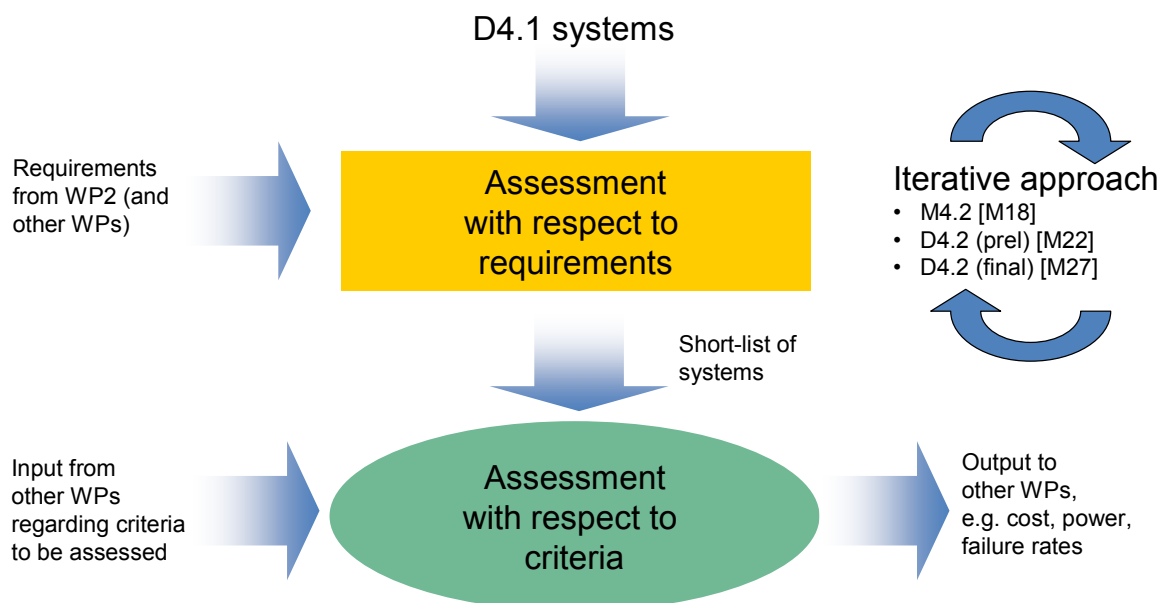 D4.1 systems
Requirements
from WP2 (and
other WPs)
Assessment
with respect to
requirements
Iterative approach
• M4.2 [M18]
• D4.2 (prel) [M22]
• D4.2 (final) [M27]
Short-list of
systems
Input from
other WPs
regarding criteria
to be assessed
Assessment
with respect to
criteria
Output to
other WPs,
e.g. cost, power,
failure rates